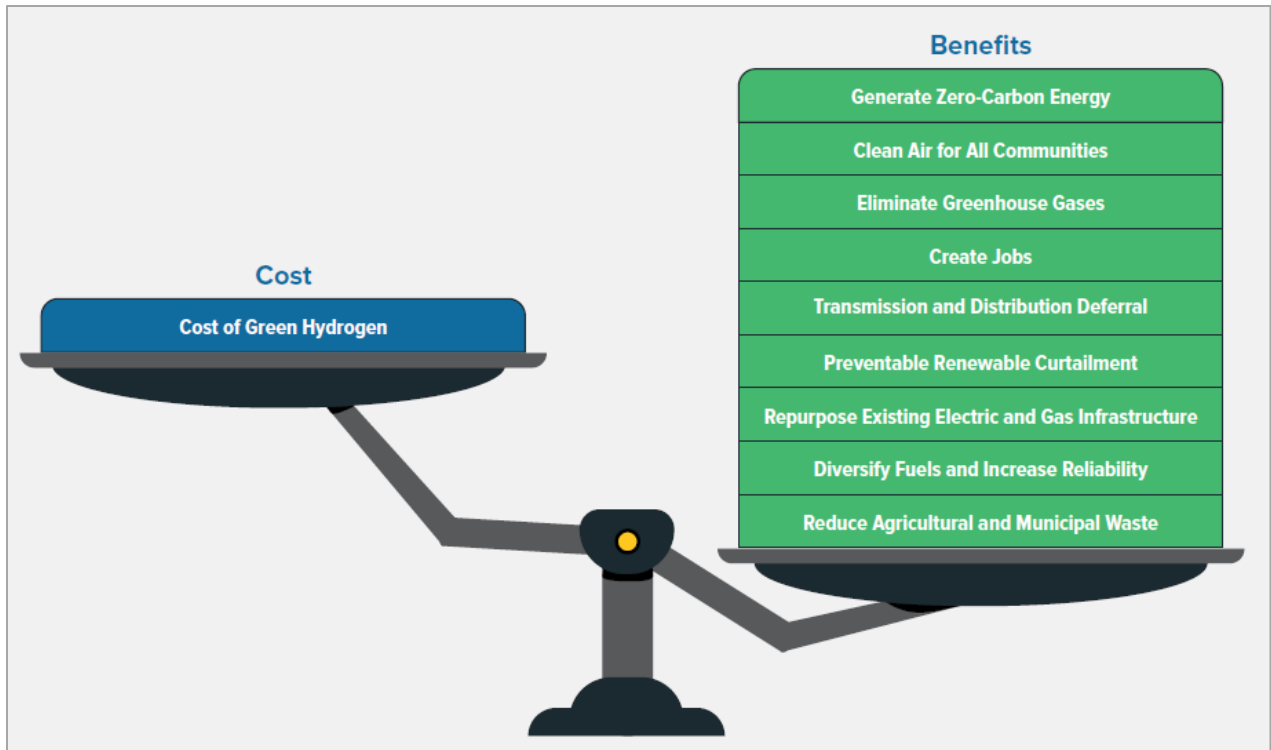 Cost
Cost of Green Hydrogen
Benefits
Generate Zero-Carbon Energy
Clean Air for All Communities
Eliminate Greenhouse Gases
Create Jobs
Transmission and Distribution Deferral
Preventable Renewable Curtailment
Repurpose Existing Electric and Gas Infrastructure
Diversify Fuels and Increase Reliability
Reduce Agricultural and Municipal Waste